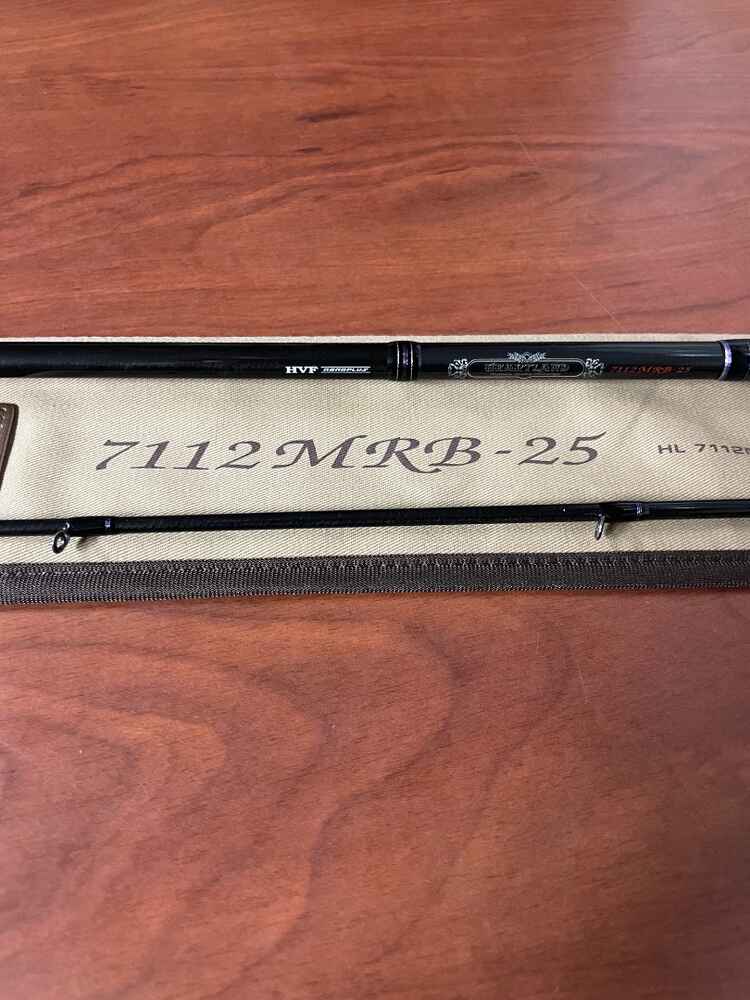 HVF NANOPLUS HEARTLAND 7112MRB-25
7112MRB-25 HL 7112